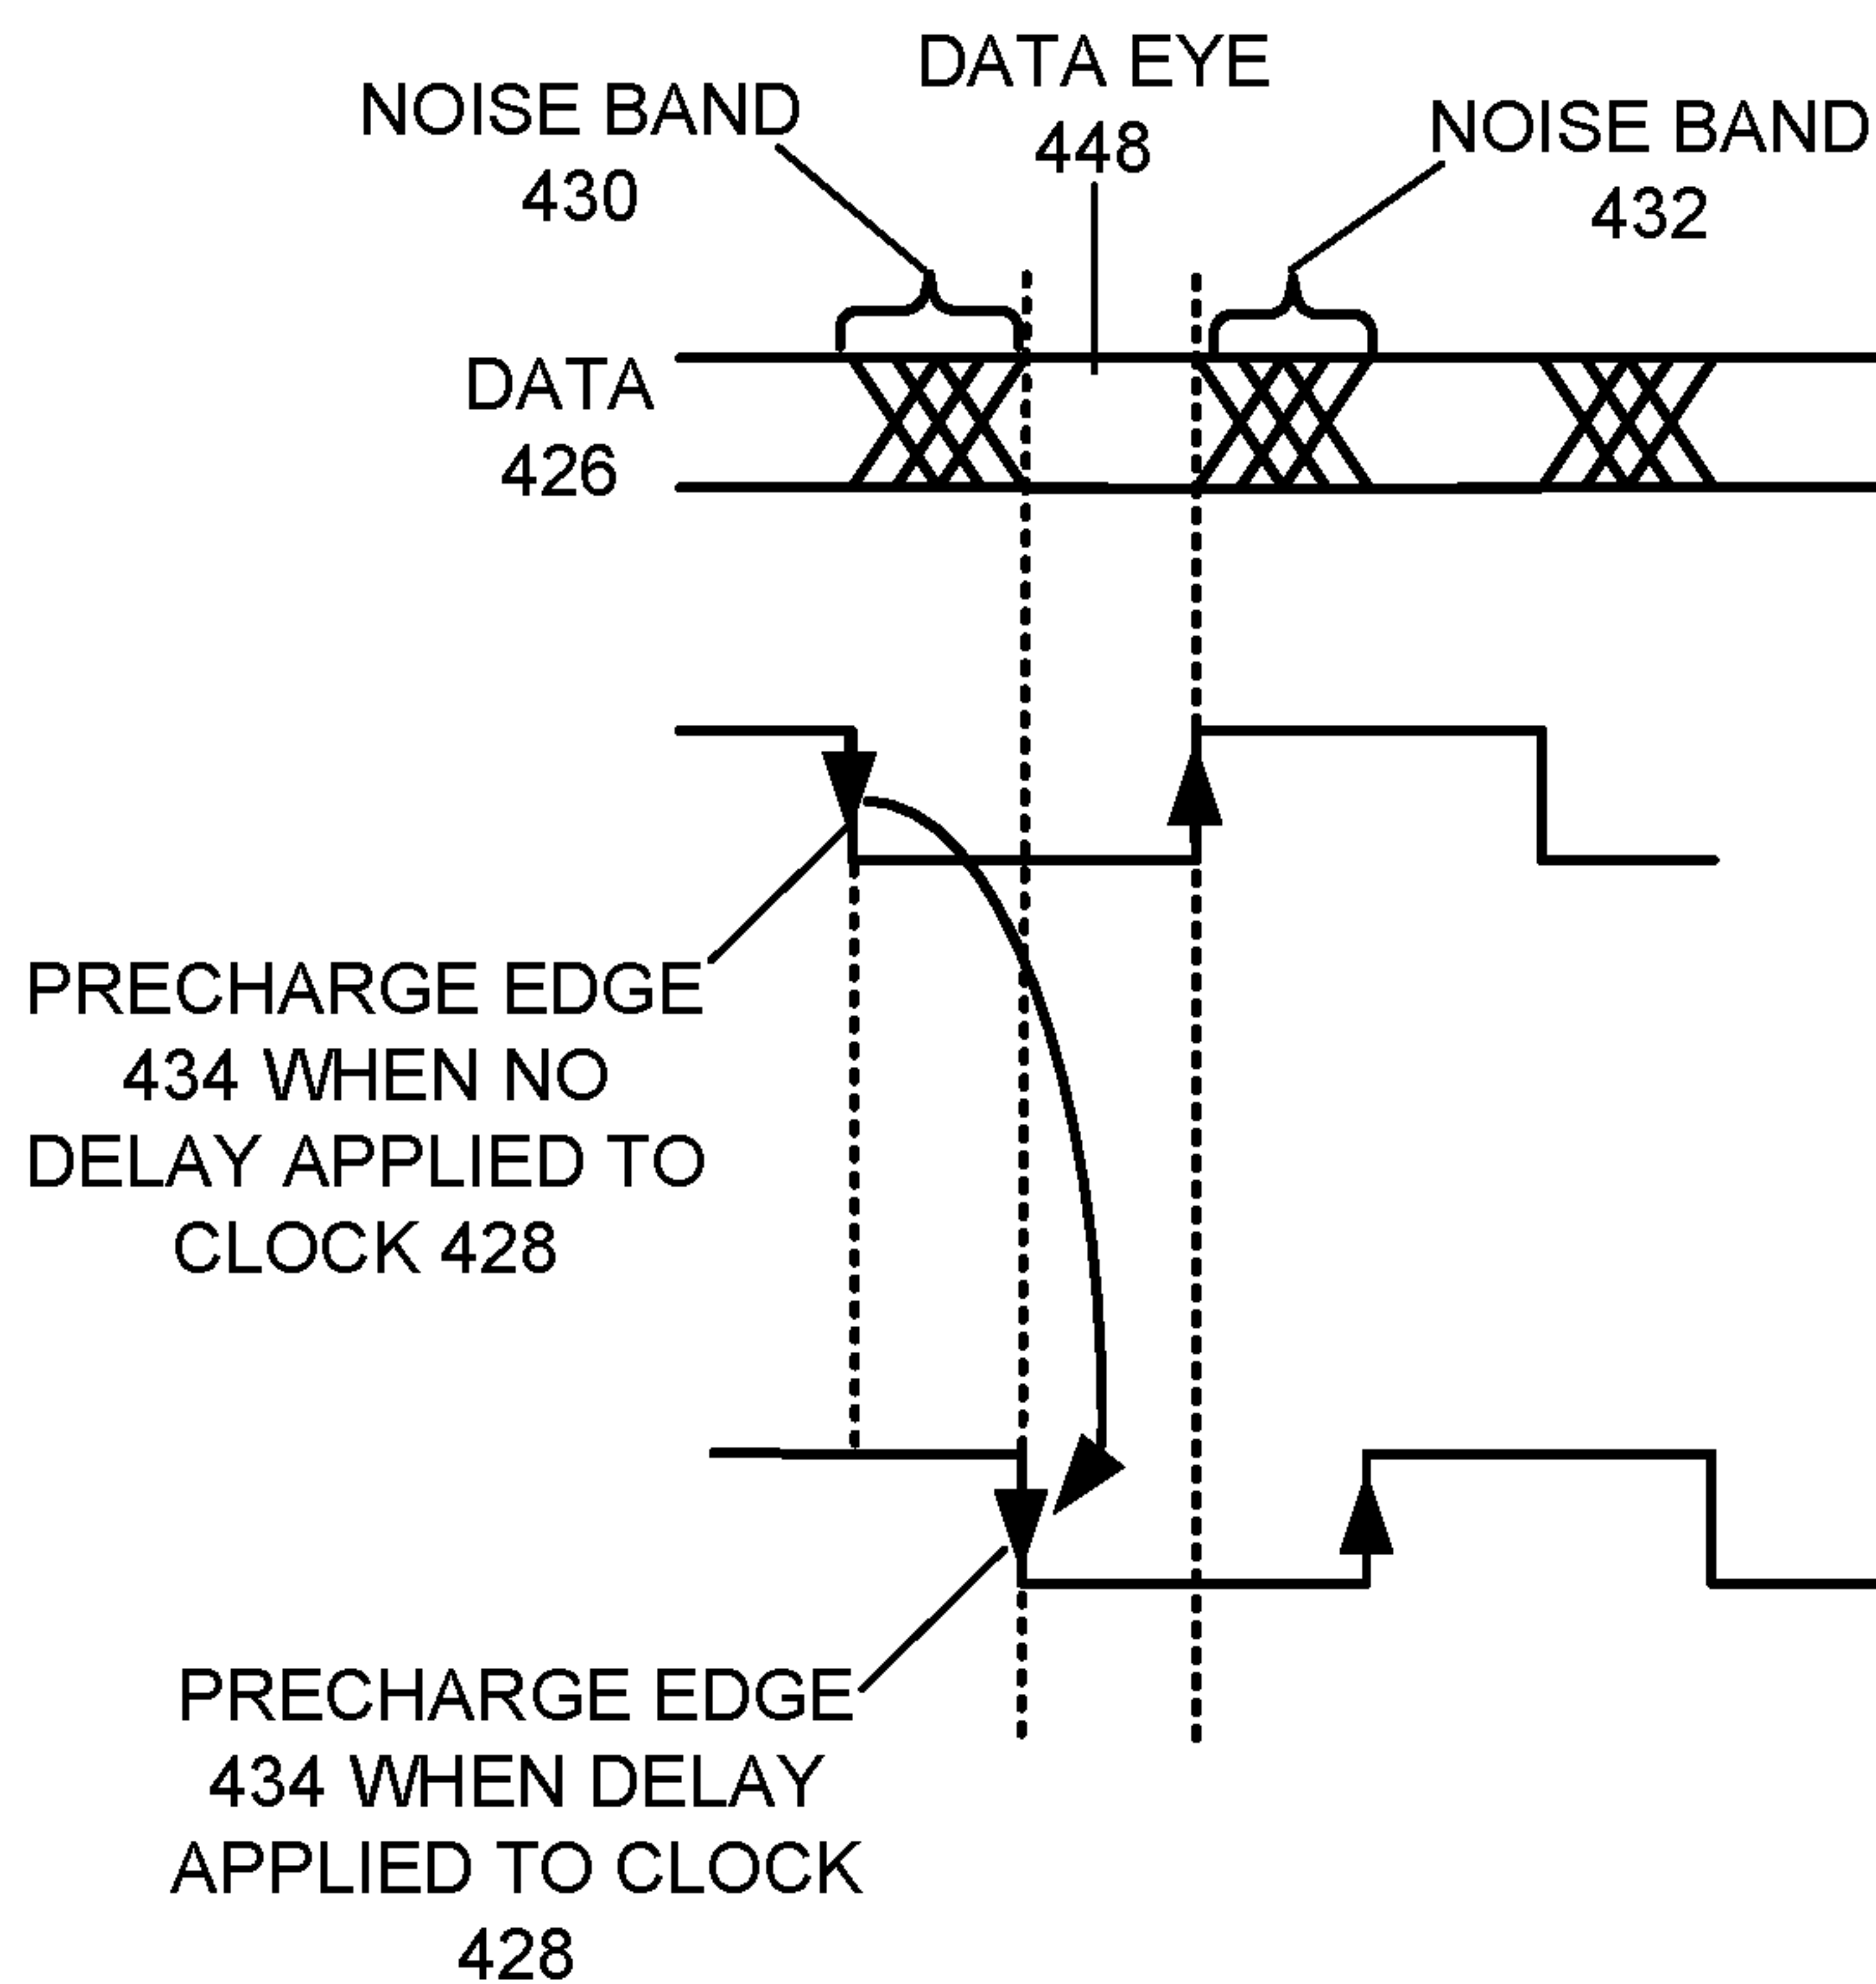 DATA EYE
448
NOISE BAND
430
NOISE BAND
432
DATA
426
PRECHARGE EDGE
434 WHEN NO
DELAY APPLIED TO
CLOCK 428
PRECHARGE EDGE
434 WHEN DELAY
APPLIED TO CLOCK
428